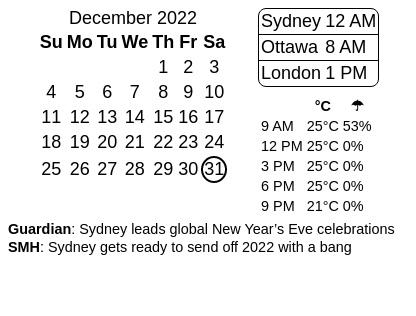 December 2022
Su Mo Tu We Th Fr Sa
1 2 3
4 5 6 7 8 9 10
11 12 13 14 15 16 17
18 19 20 21 22 23 24
25 26 27 28 29 30 31
Sydney 12 AM
Ottawa 8 AM
London 1 PM
°C ☂
9 AM 25°C 53%
12 PM 25°C 0%
3 PM 25°C 0%
6 PM 25°C 0%
9 PM 21°C 0%
Guardian: Sydney leads global New Year’s Eve celebrations
SMH: Sydney gets ready to send off 2022 with a bang